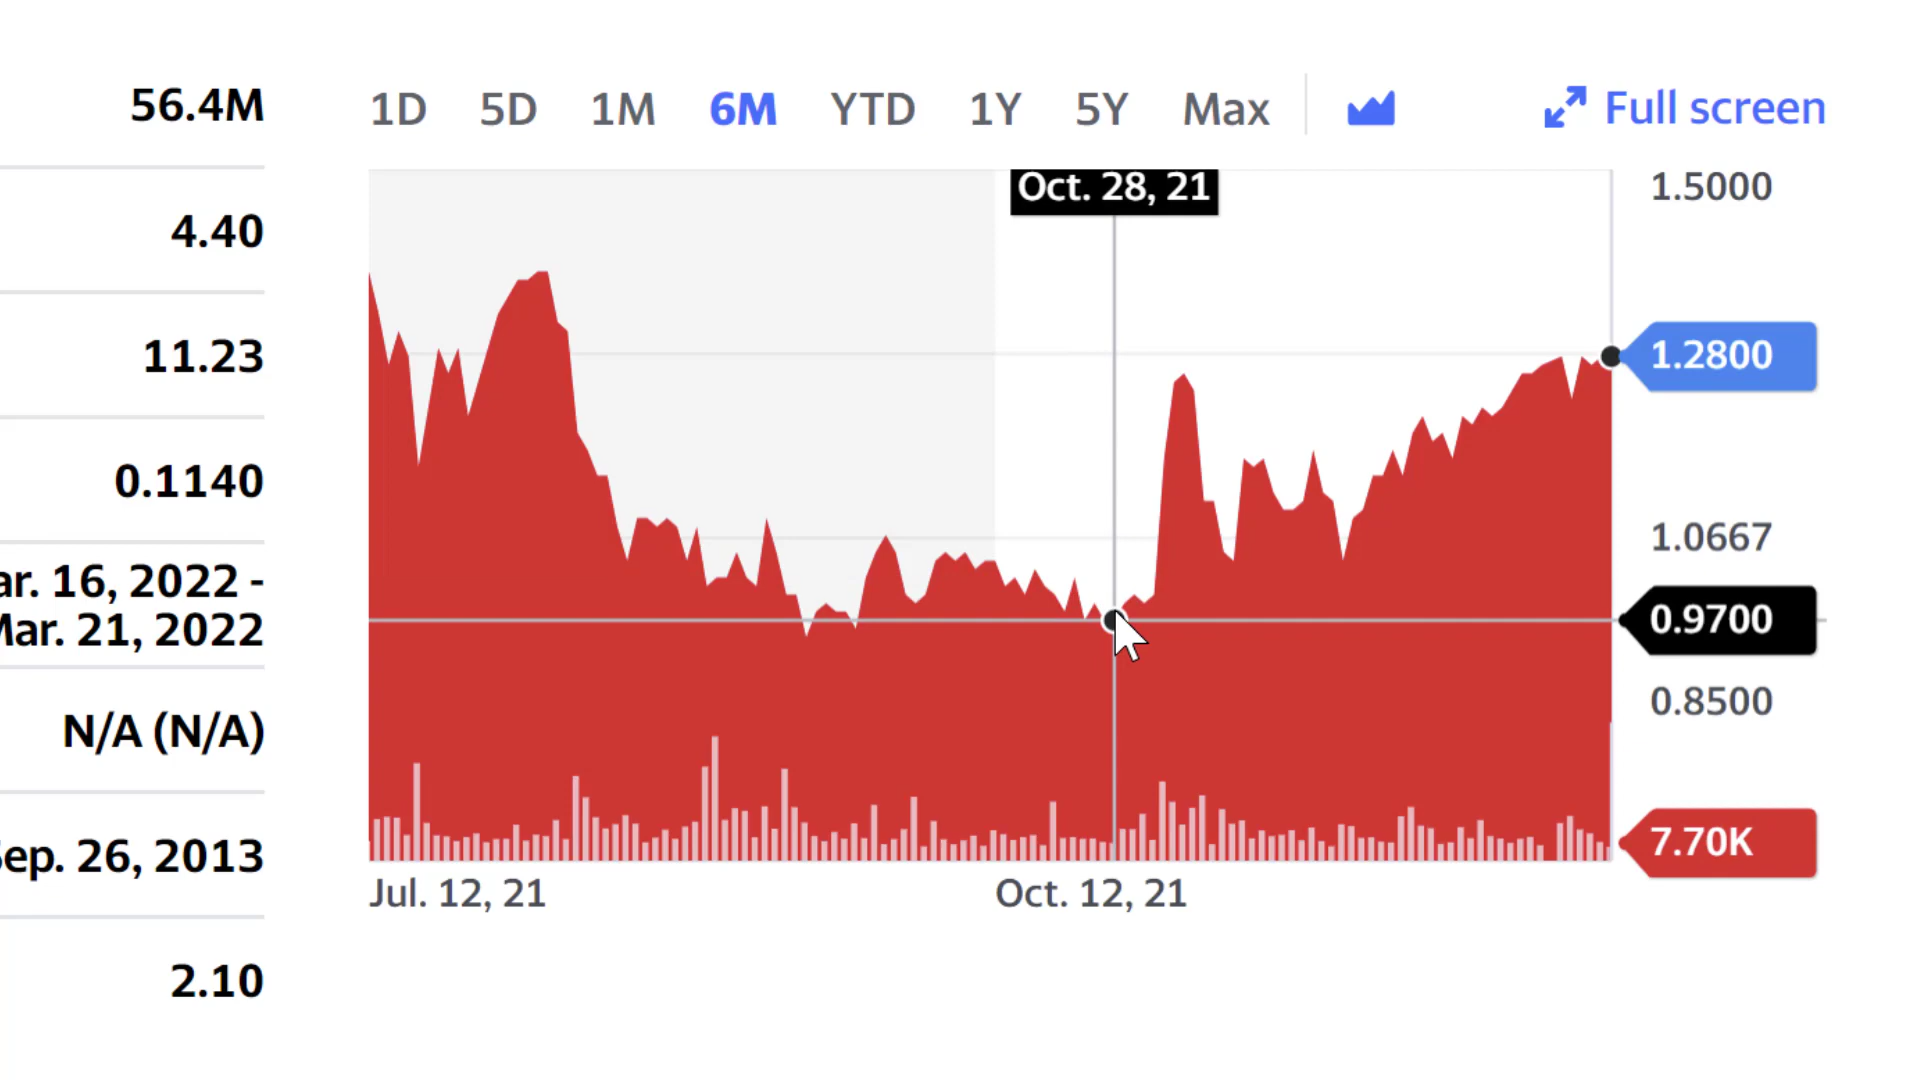 56.4M
4.40
11.23
0.1140
ar. 16, 2022 -
Mar. 21, 2022
N/A (N/A)
Sep. 26, 2013
2.10
1D 5D 1M 6M YTD 1Y 5Y Max Full screen
Oct. 28, 21
1.5000
1.2800
1.0667
0.9700
0.8500
7.70K
Jul. 12, 21 Oct. 12, 21